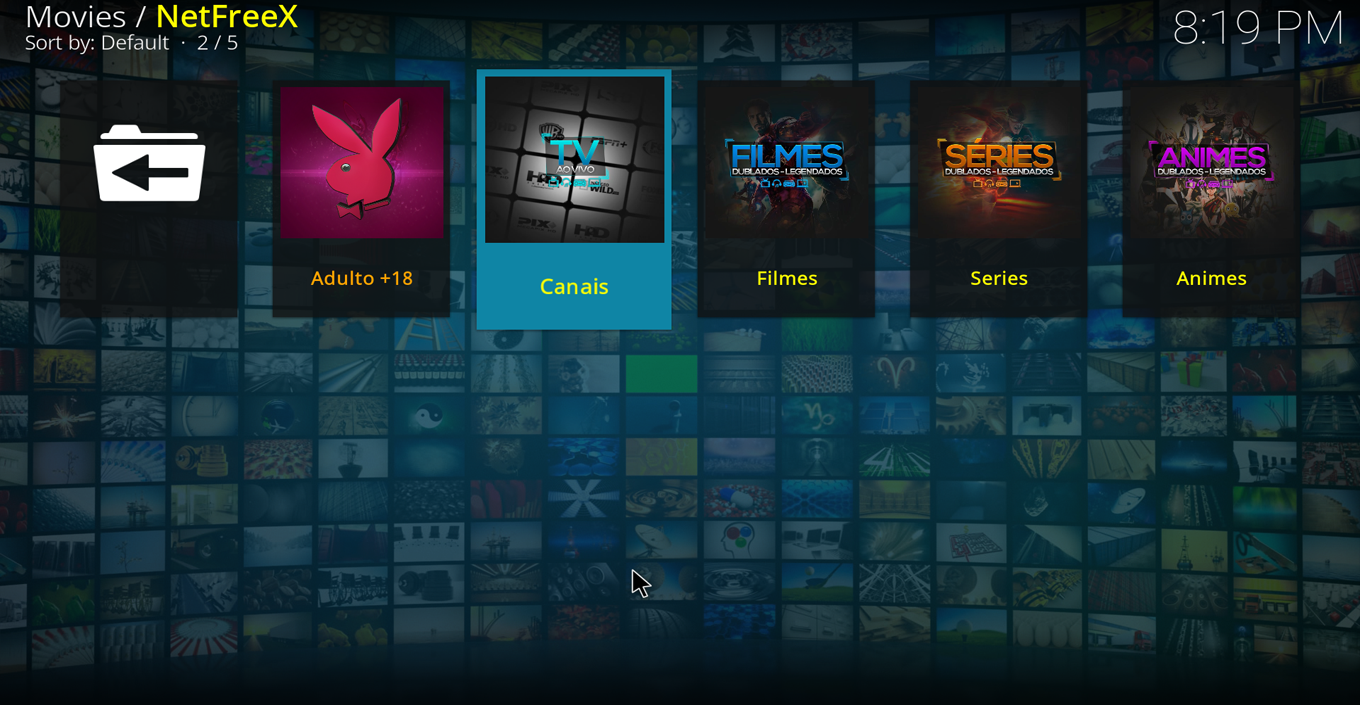 Movies / NetFreeX
8:19 PM
Sort by: Default · 2 / 5
TV
AO VIVO
FILMES
DUBLADOS - LEGENDADOS
SÉRIES
DUBLADOS - LEGENDADOS
ANIMES
DUBLADOS - LEGENDADOS
Adulto +18
Canais
Filmes
Series
Animes